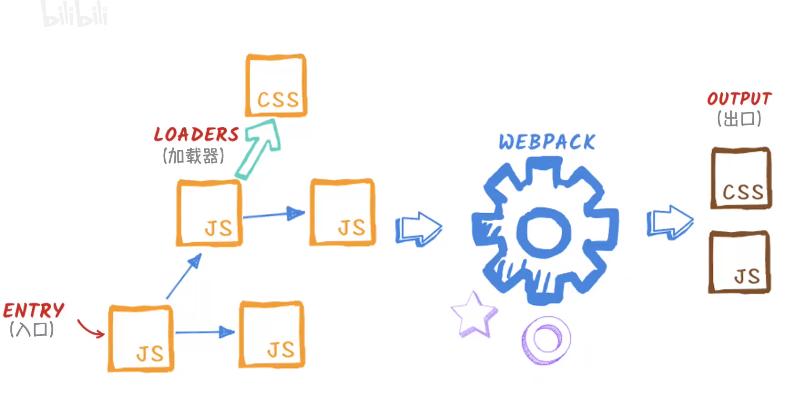 bilibili
CSS
LOADERS
(加载器)
JS
JS
ENTRY
(入口)
JS
JS
WEBPACK
OUTPUT
(出口)
CSS
JS